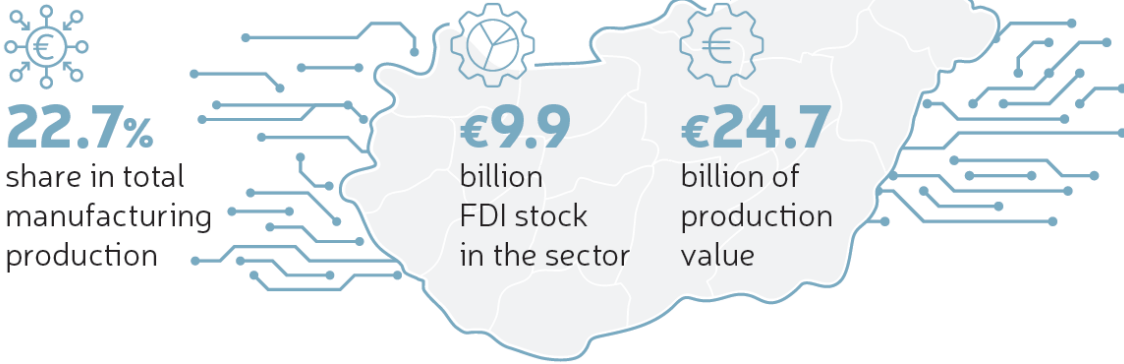 22.7%
share in total
manufacturing
production
€9.9
billion
FDI stock
in the sector
€24.7
billion of
production
value